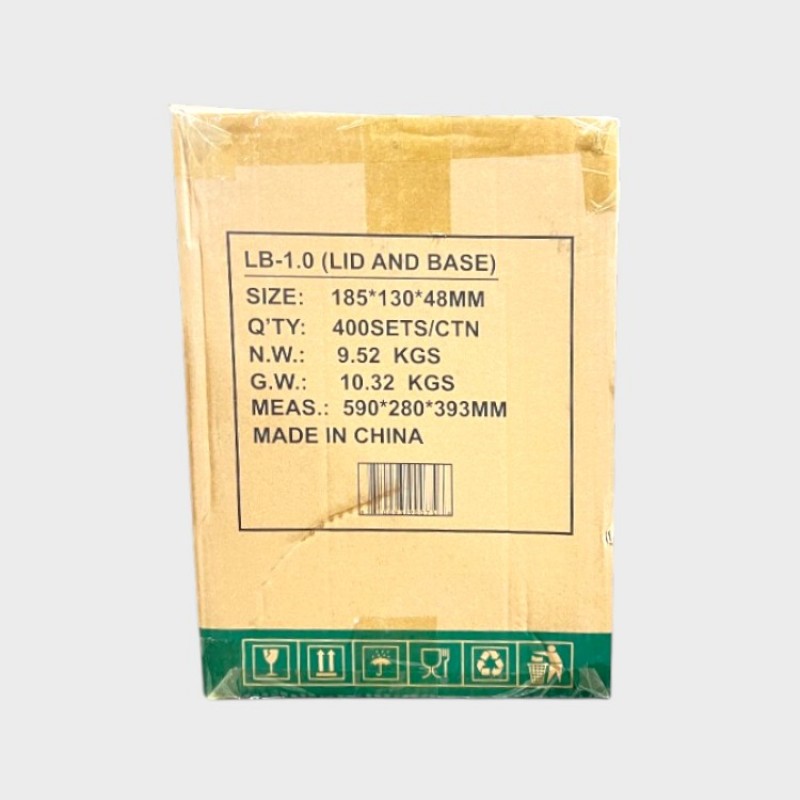 LB-1.0 (LID AND BASE)
SIZE: 185*130*48MM
Q'TY: 400SETS/CTN
N.W.: 9.52 KGS
G.W.: 10.32 KGS
MEAS.: 590*280*393MM
MADE IN CHINA